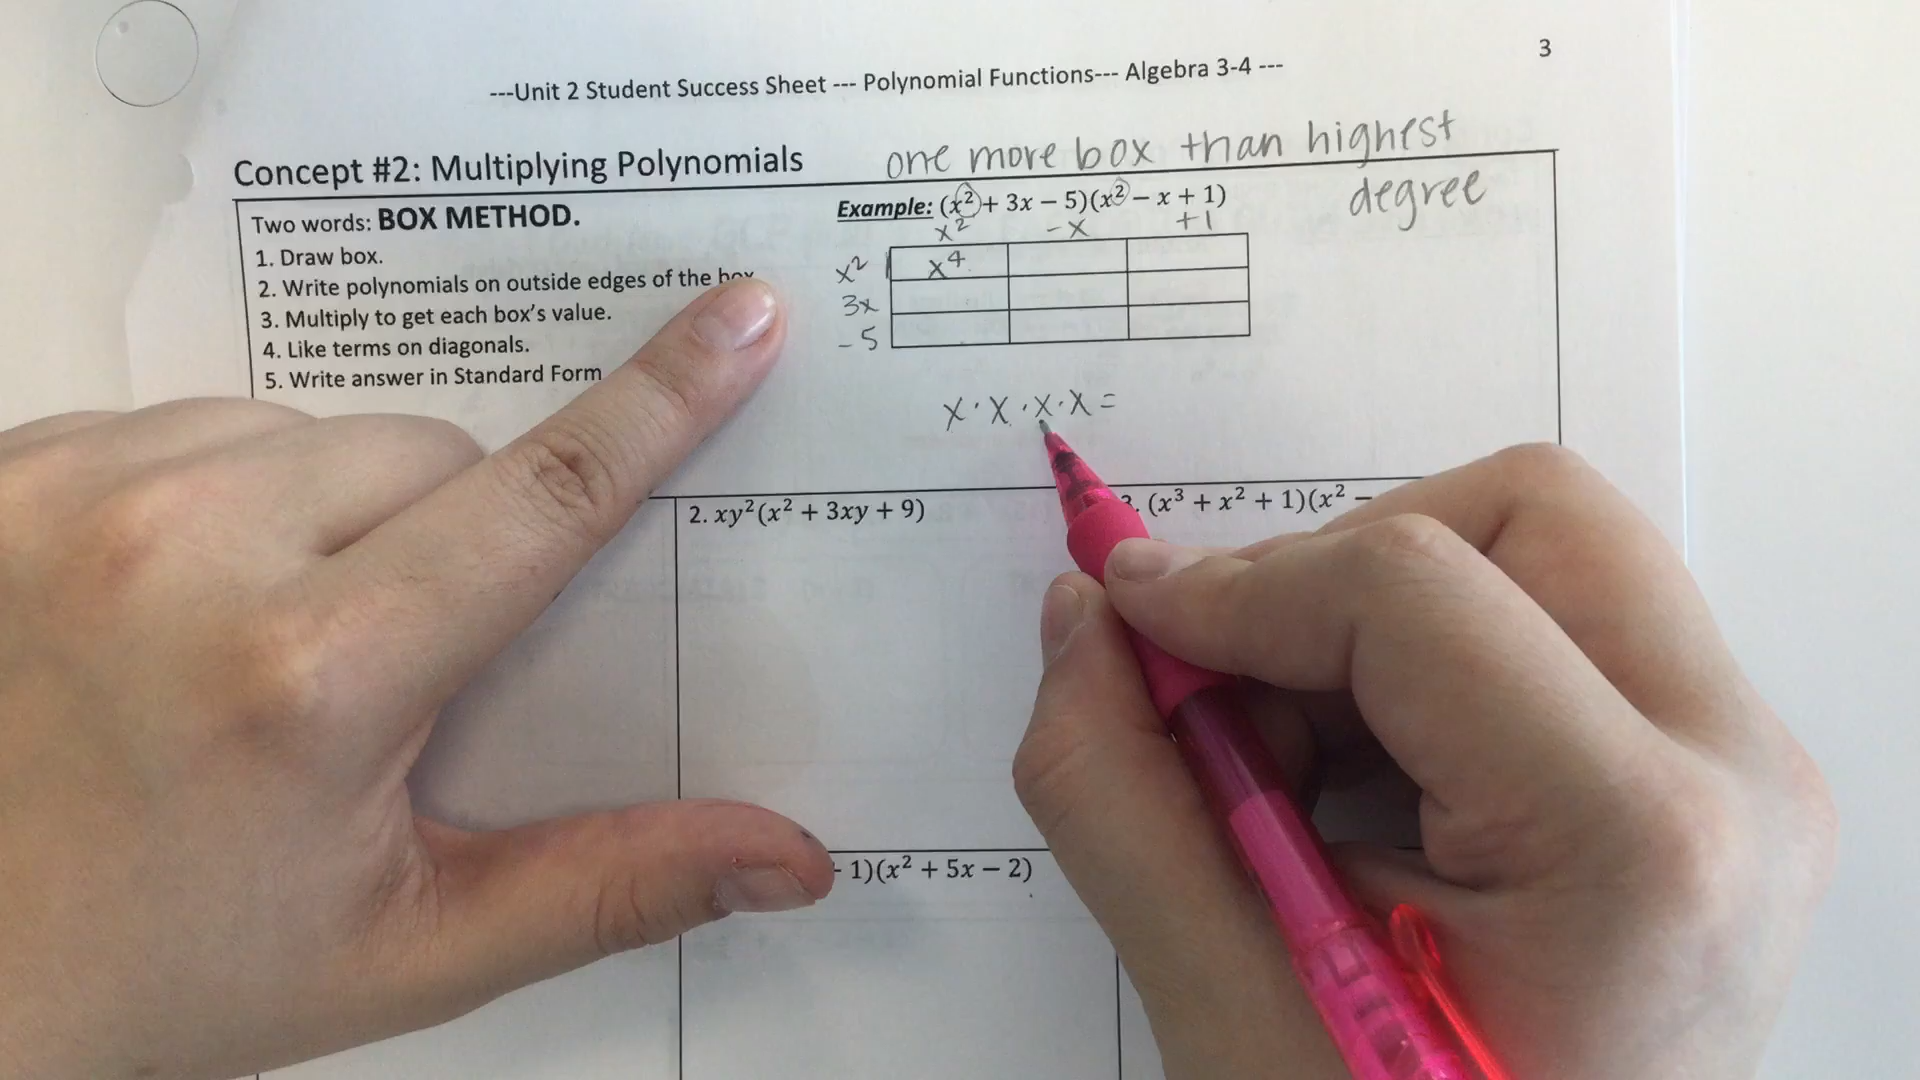 3
---Unit 2 Student Success Sheet --- Polynomial Functions--- Algebra 3-4 ---
Concept #2: Multiplying Polynomials
one more box than highest
degree
Two words: BOX METHOD.
1. Draw box.
2. Write polynomials on outside edges of the
3. Multiply to get each box's value.
4. Like terms on diagonals.
5. Write answer in Standard Form
Example: (x² + 3x − 5)(x² − x + 1)
x² -x +1
x² x⁴
3x
-5
x · x · x · x =
2. xy²(x² + 3xy + 9)
(x³ + x² + 1)(x² −
1)(x² + 5x − 2)